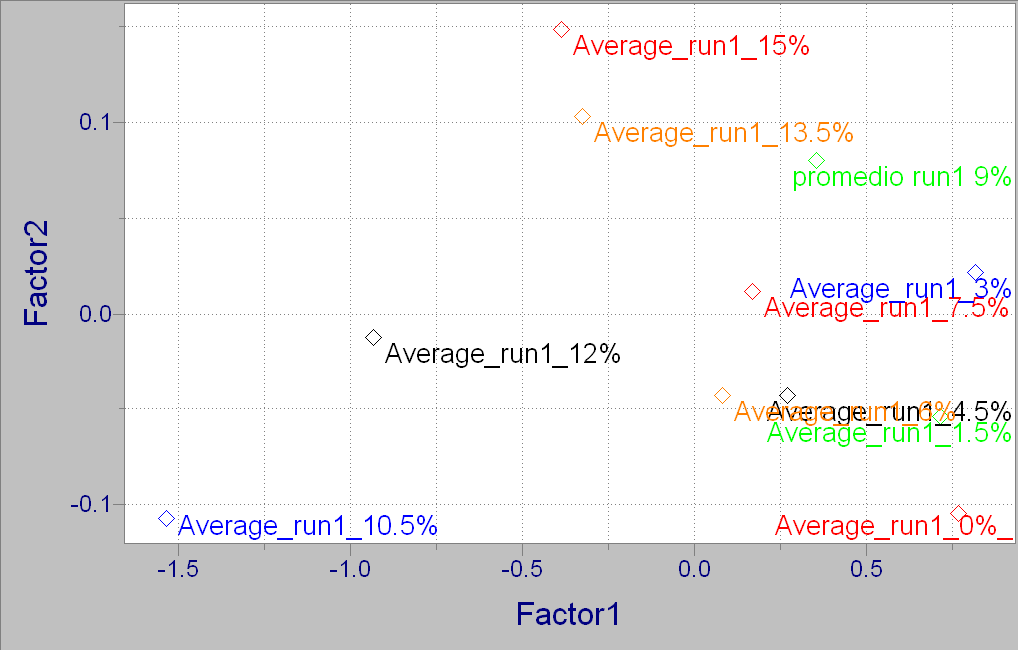 Average_run1_15%
0.1
Average_run1_13.5%
promedio run1 9%
Factor2
Average_run1_3%
0.0
Average_run1_7.5%
Average_run1_12%
Average_run1_6%
Average_run1_4.5%
Average_run1_1.5%
-0.1
Average_run1_10.5%
Average_run1_0%_
-1.5 -1.0 -0.5 0.0 0.5
Factor1